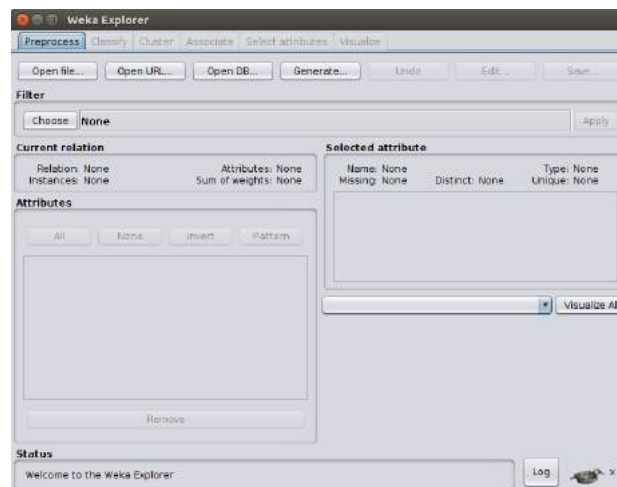 Weka Explorer
Preprocess Classify Cluster Associate Select attributes Visualize
Open file... Open URL... Open DB... Generate... Undo Edit... Save...
Filter
Choose None Apply
Current relation
Relation: None Attributes: None
Instances: None Sum of weights: None
Attributes
All None Invert Pattern
Remove
Selected attribute
Name: None Type: None
Missing: None Distinct: None Unique: None
Visualize Al
Status
Welcome to the Weka Explorer
Log x